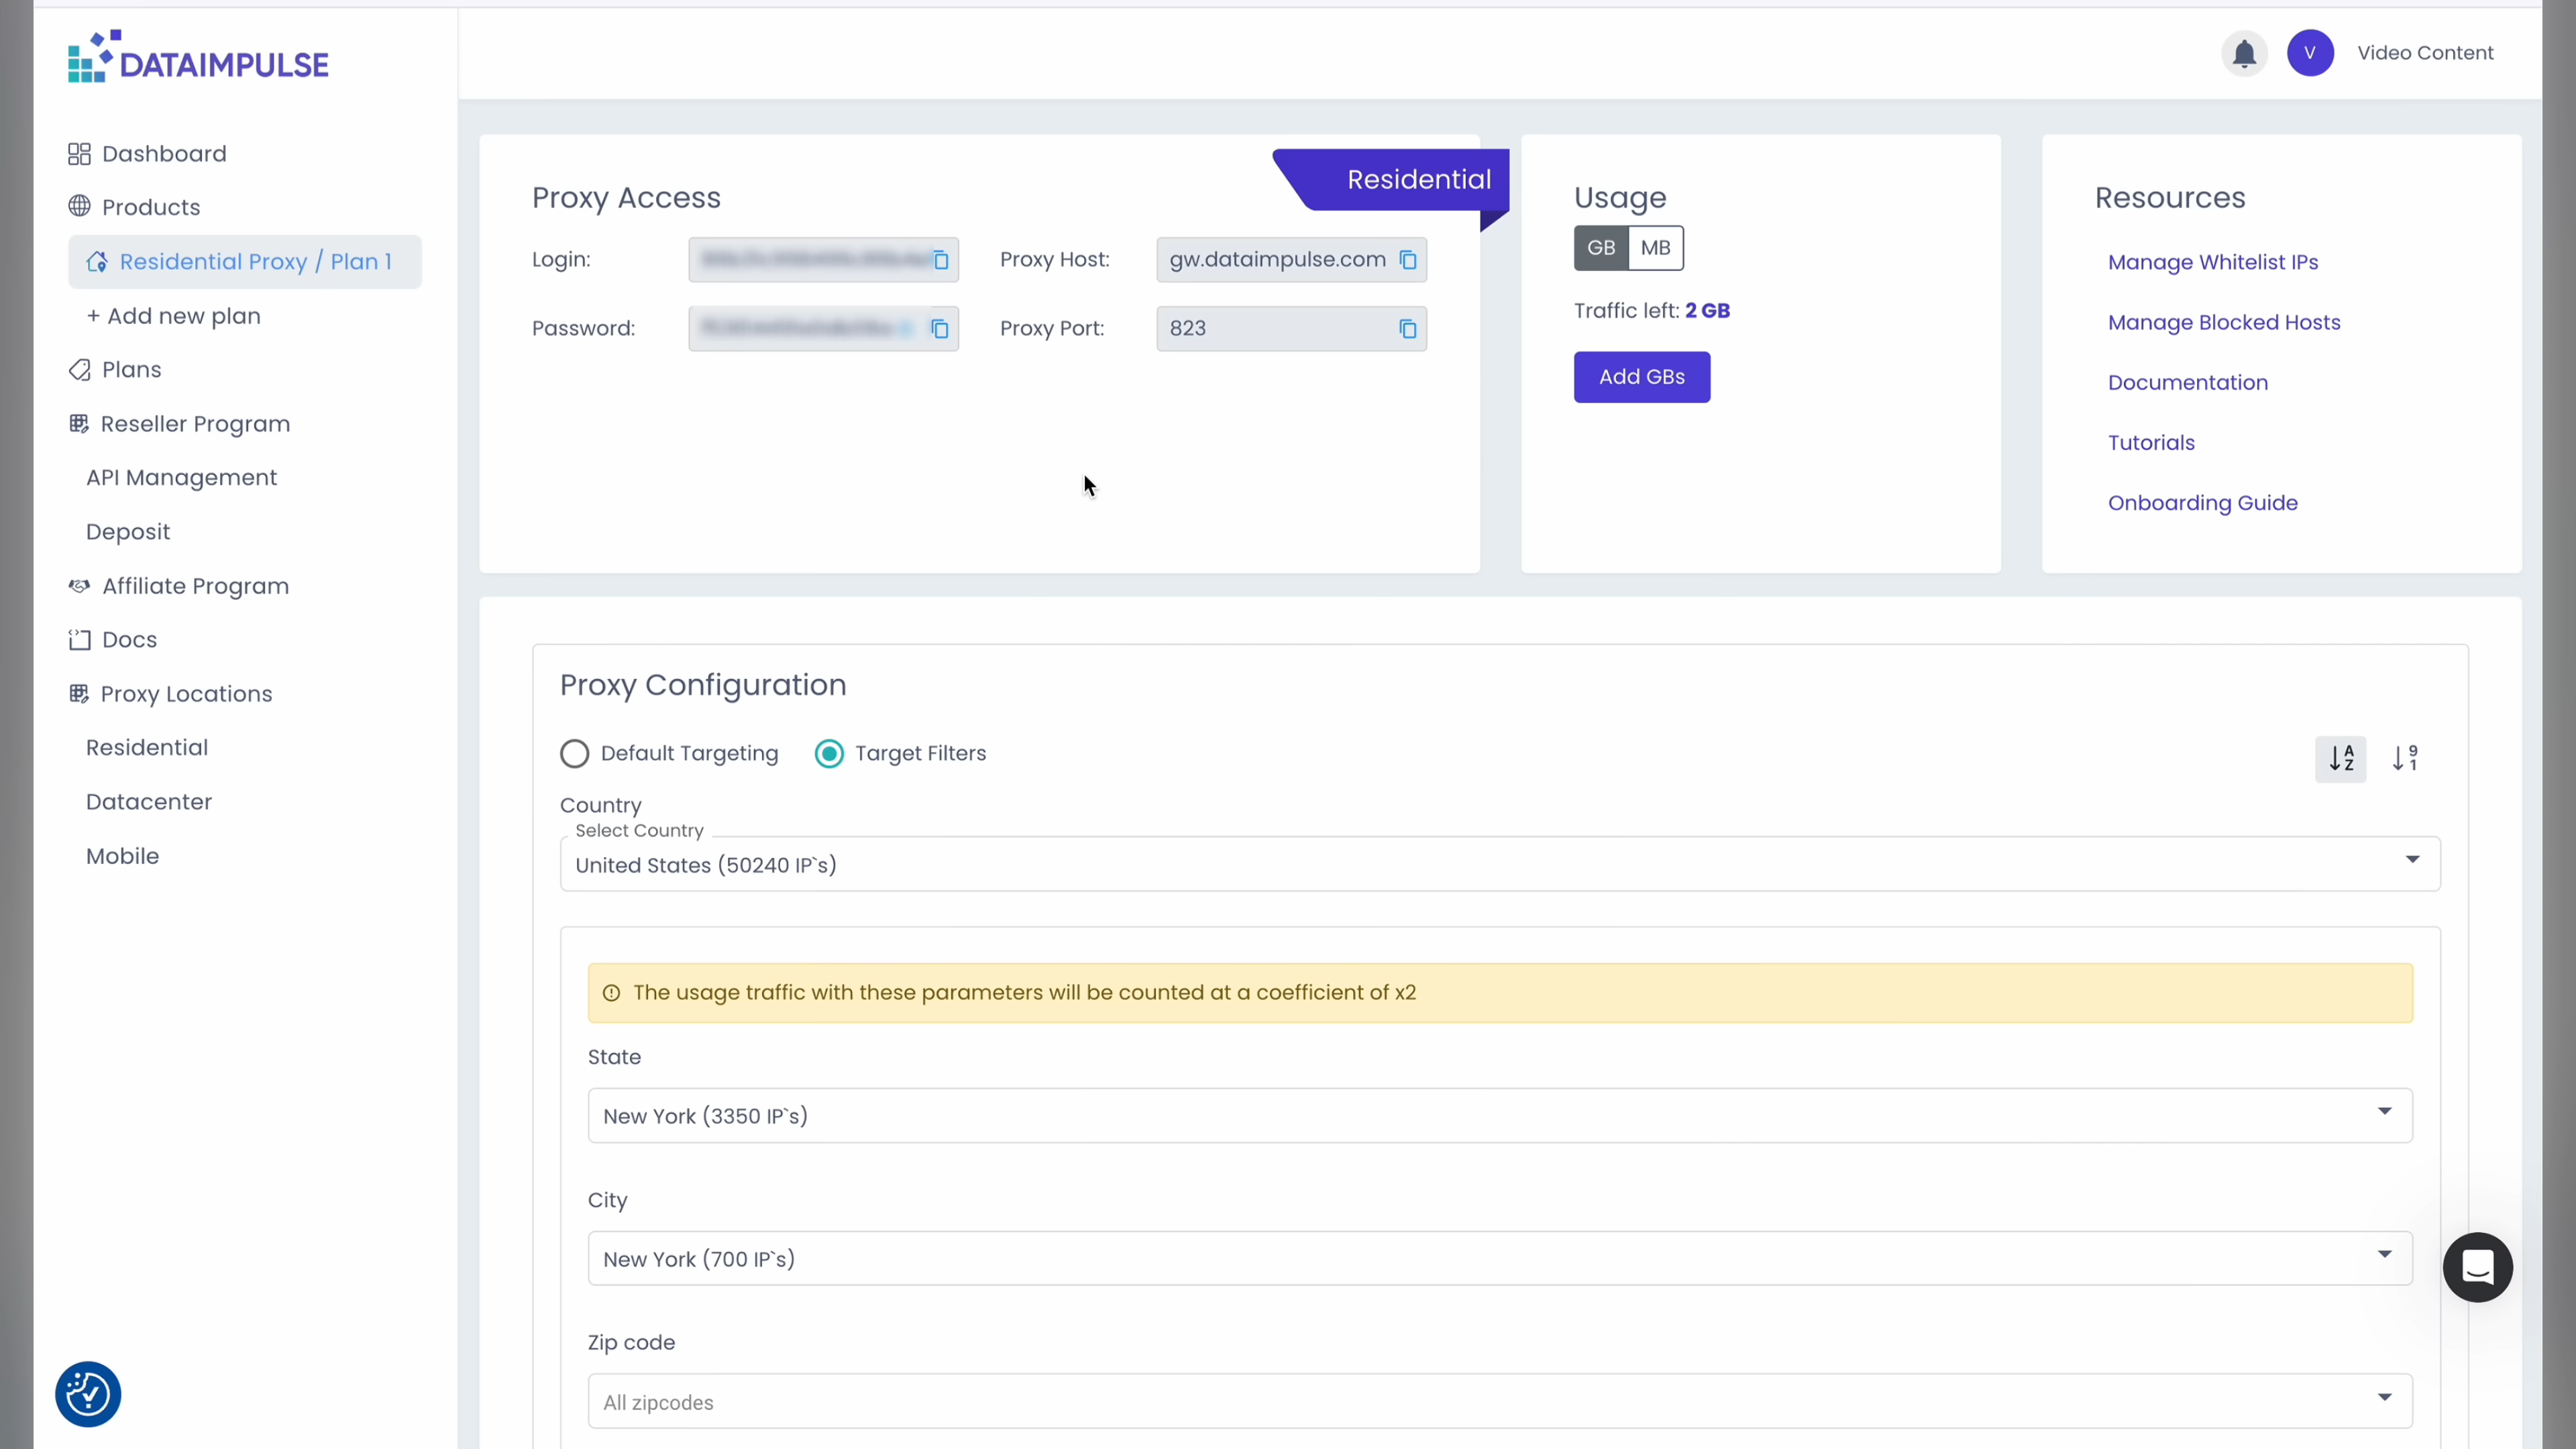 DATAIMPULSE
V
Video Content
Dashboard
Products
Residential Proxy / Plan 1
+ Add new plan
Plans
Reseller Program
API Management
Deposit
Affiliate Program
Docs
Proxy Locations
Residential
Datacenter
Mobile
Proxy Access
Residential
Login:
Proxy Host:
gw.dataimpulse.com
Password:
Proxy Port:
823
Usage
GB
MB
Traffic left: 2 GB
Add GBs
Resources
Manage Whitelist IPs
Manage Blocked Hosts
Documentation
Tutorials
Onboarding Guide
Proxy Configuration
Default Targeting
Target Filters
A
Z
9
1
Country
Select Country
United States (50240 IP`s)
The usage traffic with these parameters will be counted at a coefficient of x2
State
New York (3350 IP`s)
City
New York (700 IP`s)
Zip code
All zipcodes